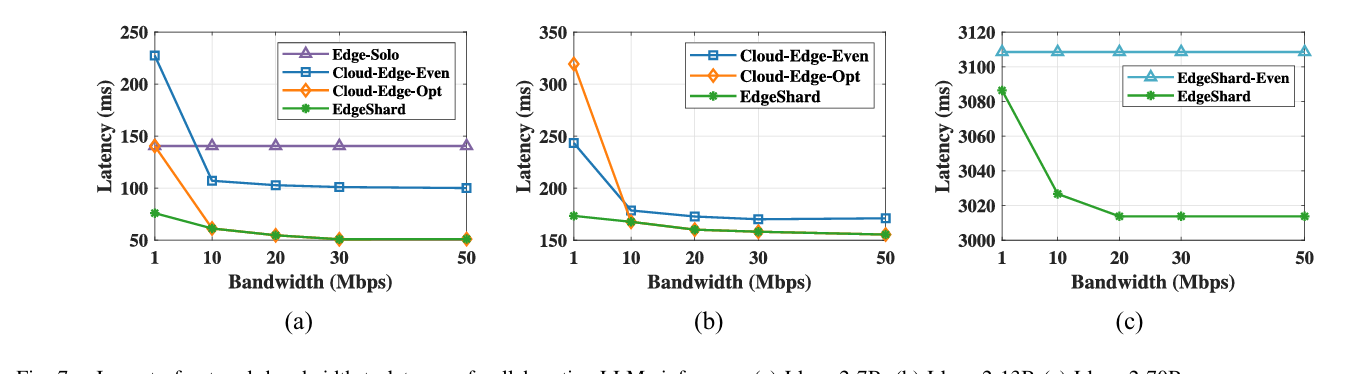 250
200
150
100
50
Latency (ms)
Edge-Solo
Cloud-Edge-Even
Cloud-Edge-Opt
EdgeShard
1 10 20 30 50
Bandwidth (Mbps)
(a)
350
300
250
200
150
Latency (ms)
Cloud-Edge-Even
Cloud-Edge-Opt
EdgeShard
1 10 20 30 50
Bandwidth (Mbps)
(b)
3120
3100
3080
3060
3040
3020
3000
Latency (ms)
EdgeShard-Even
EdgeShard
1 10 20 30 50
Bandwidth (Mbps)
(c)